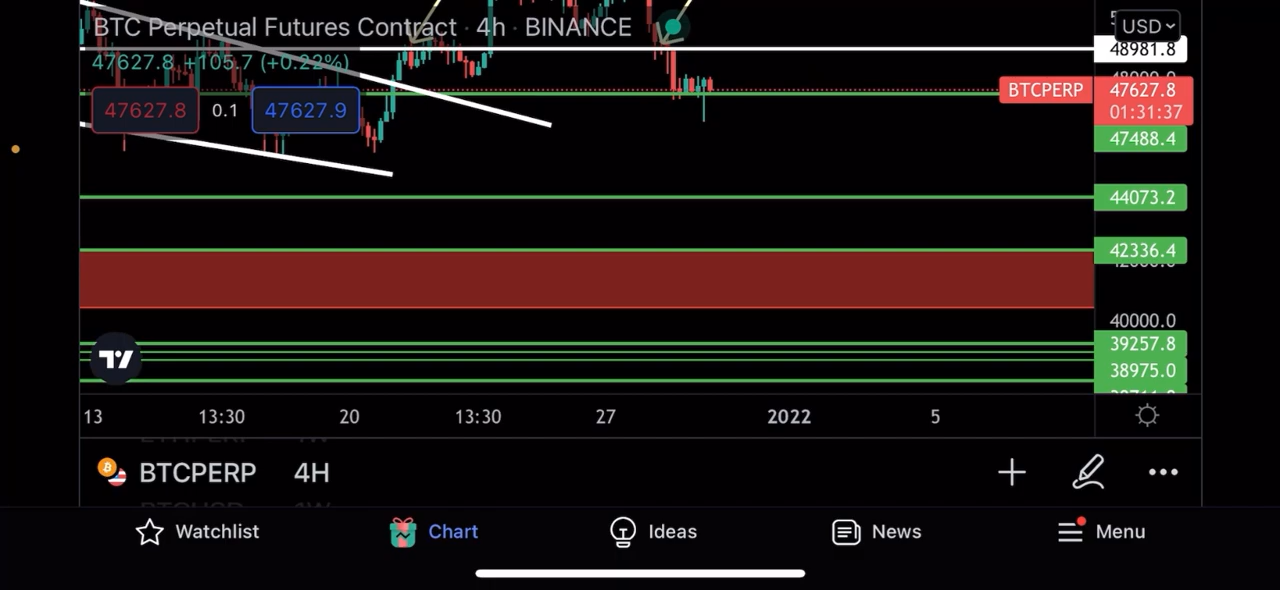 BTC Perpetual Futures Contract · 4h · BINANCE
USD
48981.8
47627.8 +105.7 (+0.22%)
BTCPERP 47627.8
01:31:37
47627.8 0.1 47627.9
47488.4
44073.2
42336.4
40000.0
39257.8
38975.0
13 13:30 20 13:30 27 2022 5
BTCPERP 4H
Watchlist Chart Ideas News Menu